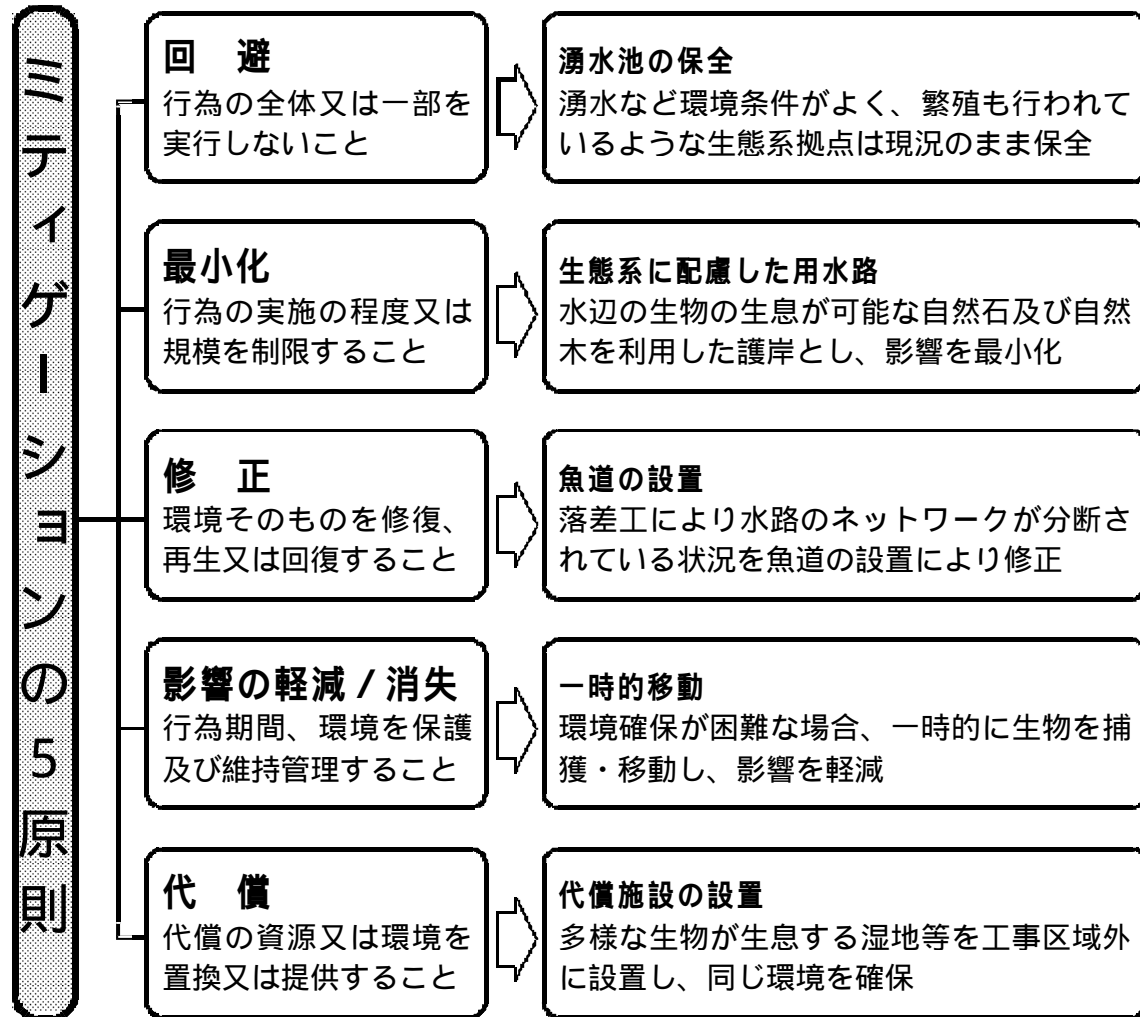 ミティゲーションの5原則
回　避
行為の全体又は一部を
実行しないこと
湧水池の保全
湧水など環境条件がよく、繁殖も行われて
いるような生態系拠点は現況のまま保全
最小化
行為の実施の程度又は
規模を制限すること
生態系に配慮した用水路
水辺の生物の生息が可能な自然石及び自然
木を利用した護岸とし、影響を最小化
修　正
環境そのものを修復、
再生又は回復すること
魚道の設置
落差工により水路のネットワークが分断さ
れている状況を魚道の設置により修正
影響の軽減/消失
行為期間、環境を保護
及び維持管理すること
一時的移動
環境確保が困難な場合、一時的に生物を捕
獲・移動し、影響を軽減
代　償
代償の資源又は環境を
置換又は提供すること
代償施設の設置
多様な生物が生息する湿地等を工事区域外
に設置し、同じ環境を確保